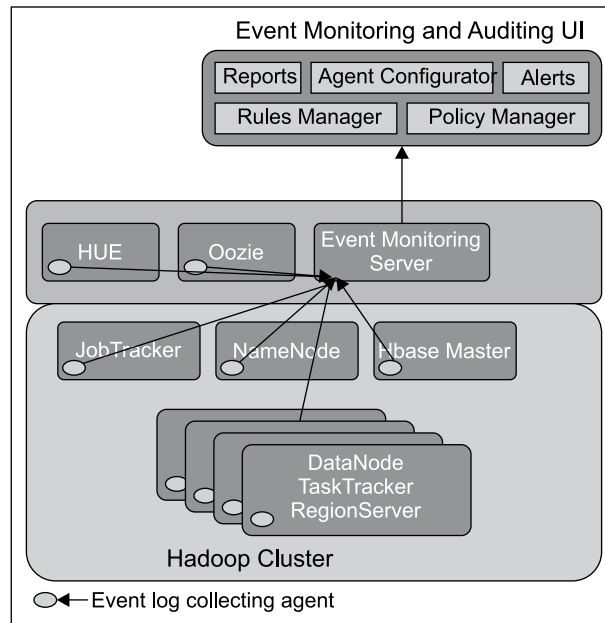 Event Monitoring and Auditing UI
Reports
Agent Configurator
Alerts
Rules Manager
Policy Manager
HUE
Oozie
Event Monitoring
Server
JobTracker
NameNode
Hbase Master
DataNode
TaskTracker
RegionServer
Hadoop Cluster
Event log collecting agent